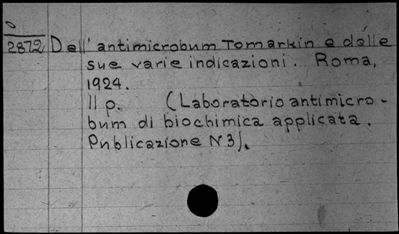 2872 Dell' antimicrobum Tomarkin e delle
sue varie indicazioni.. Roma,
1924.
11 p. (Laboratorio antimicro-
bum di biochimica applicata.
Publicazione N 3).